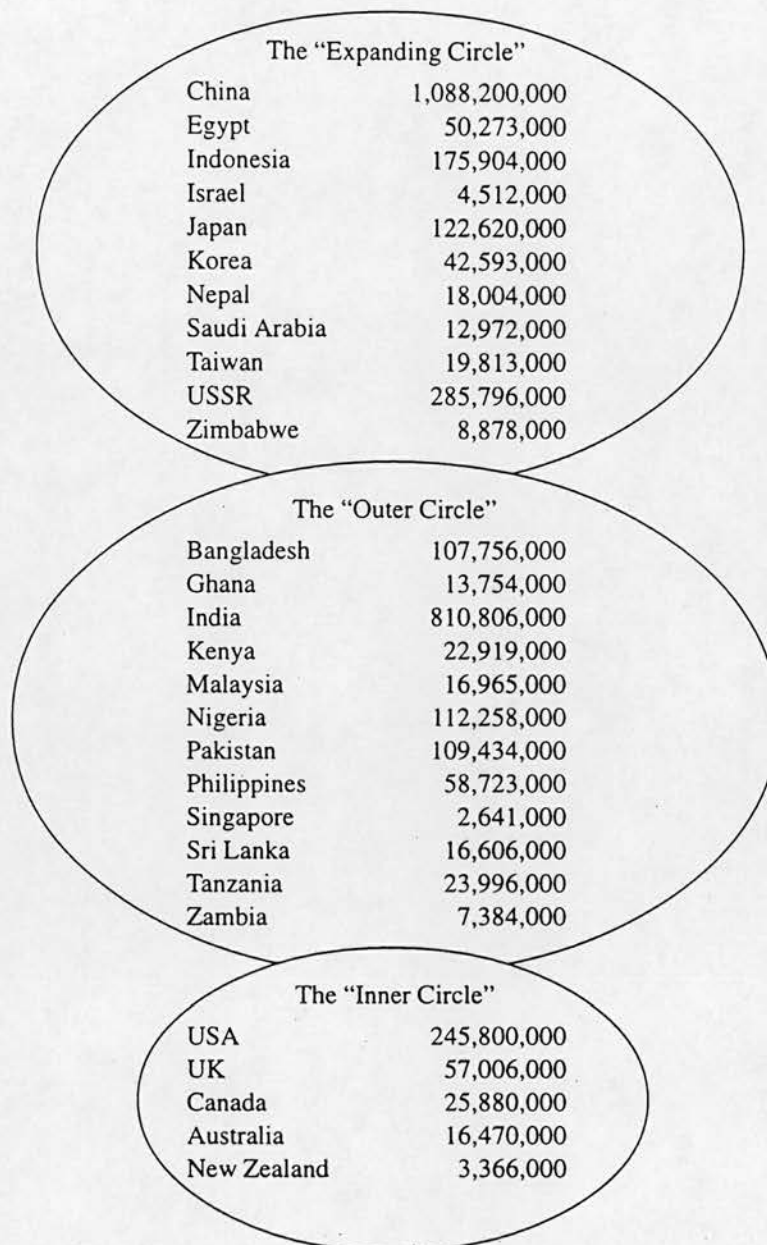 The “Expanding Circle”
China 1,088,200,000
Egypt 50,273,000
Indonesia 175,904,000
Israel 4,512,000
Japan 122,620,000
Korea 42,593,000
Nepal 18,004,000
Saudi Arabia 12,972,000
Taiwan 19,813,000
USSR 285,796,000
Zimbabwe 8,878,000
The “Outer Circle”
Bangladesh 107,756,000
Ghana 13,754,000
India 810,806,000
Kenya 22,919,000
Malaysia 16,965,000
Nigeria 112,258,000
Pakistan 109,434,000
Philippines 58,723,000
Singapore 2,641,000
Sri Lanka 16,606,000
Tanzania 23,996,000
Zambia 7,384,000
The “Inner Circle”
USA 245,800,000
UK 57,006,000
Canada 25,880,000
Australia 16,470,000
New Zealand 3,366,000